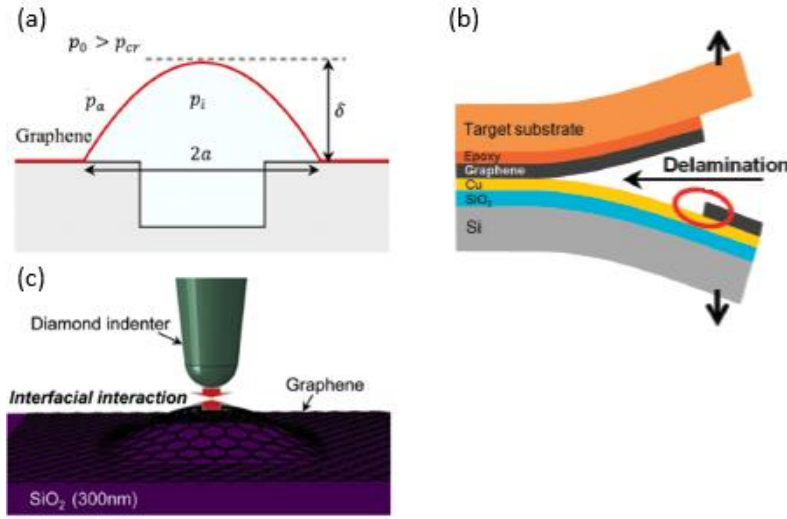 (a)
p₀ > p_cr
pₐ
pᵢ
δ
Graphene
2a
(b)
Target substrate
Epoxy
Graphene
Delamination
Cu
SiO₂
Si
(c)
Diamond indenter
Interfacial interaction
Graphene
SiO₂ (300nm)